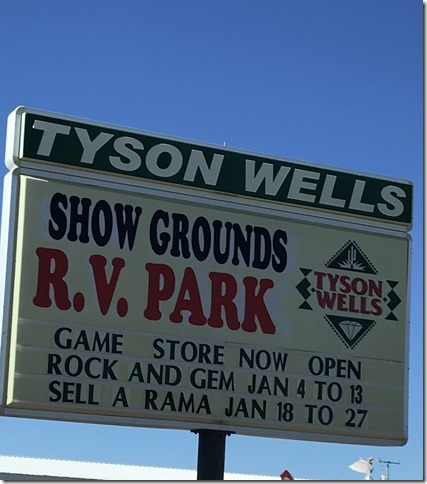 TYSON WELLS
SHOW GROUNDS
R.V. PARK
TYSON
WELLS
GAME STORE NOW OPEN
ROCK AND GEM JAN 4 TO 13
SELL A RAMA JAN 18 TO 27